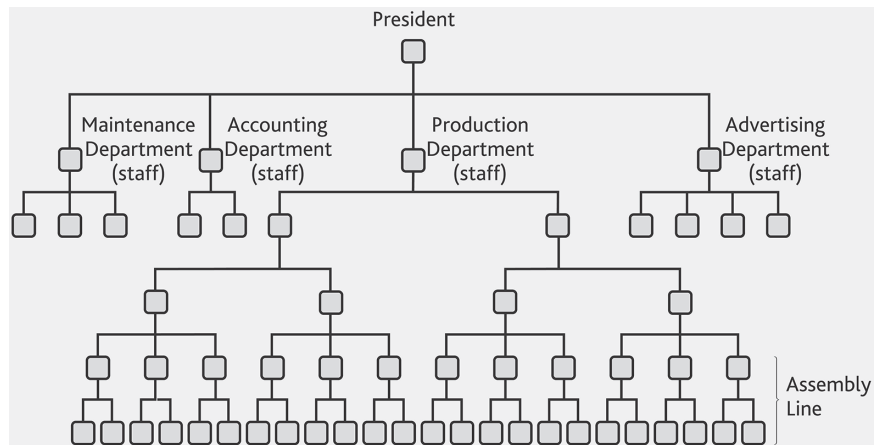 President
Maintenance
Department
(staff)
Accounting
Department
(staff)
Production
Department
(staff)
Advertising
Department
(staff)
Assembly
Line